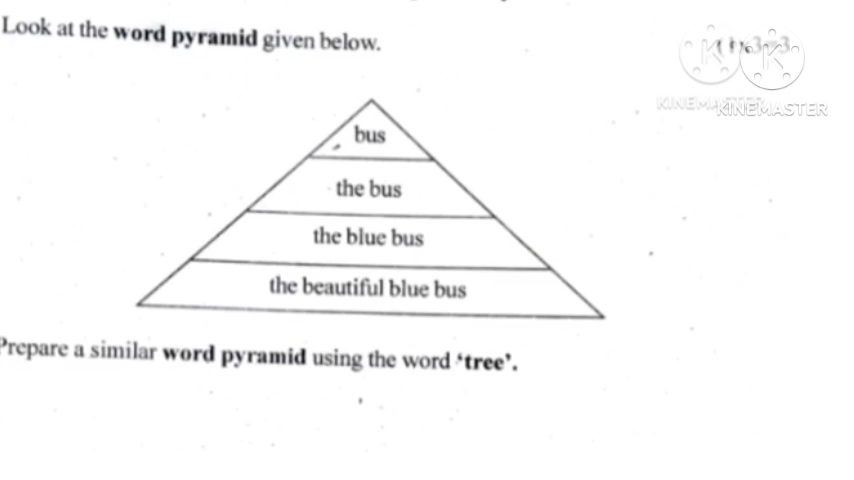 Look at the word pyramid given below.
KINEMASTER
bus
the bus
the blue bus
the beautiful blue bus
Prepare a similar word pyramid using the word 'tree'.